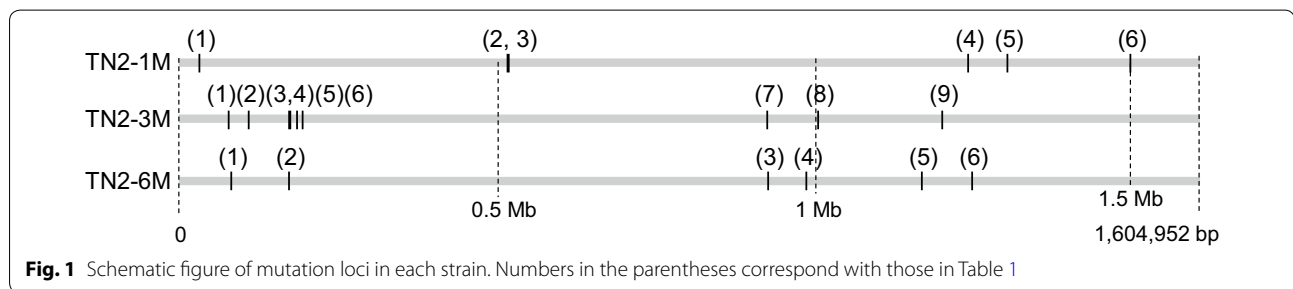 (1) (2, 3) (4) (5) (6)
TN2-1M
(1)(2)(3,4)(5)(6) (7) (8) (9)
TN2-3M
(1) (2) (3) (4) (5) (6)
TN2-6M
0.5 Mb 1 Mb 1.5 Mb
0 1,604,952 bp
Fig. 1 Schematic figure of mutation loci in each strain. Numbers in the parentheses correspond with those in Table 1